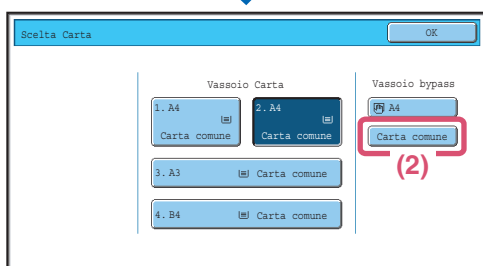 Scelta Carta
OK
Vassoio Carta
Vassoio bypass
1. A4
Carta comune
2. A4
Carta comune
A4
Carta comune
(2)
3. A3 Carta comune
4. B4 Carta comune